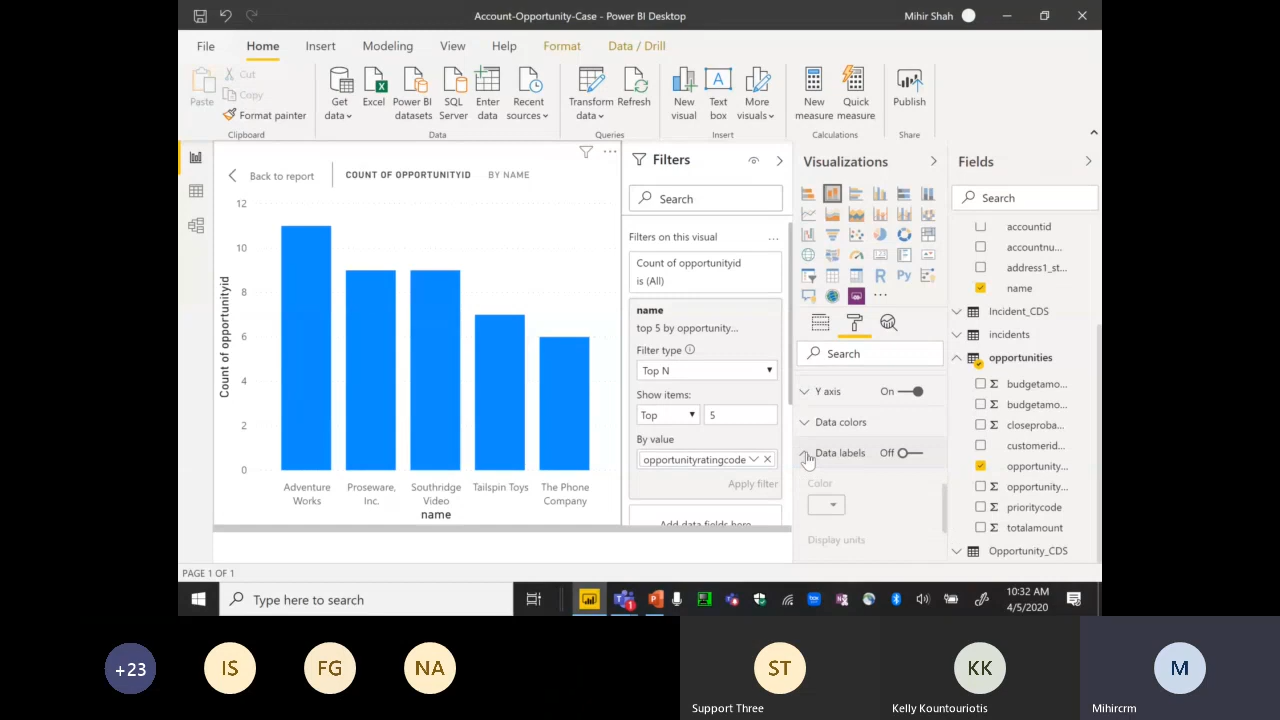 Account-Opportunity-Case - Power BI Desktop
Mihir Shah
File Home Insert Modeling View Help Format Data / Drill
Paste
Cut
Copy
Format painter
Clipboard
Get data
Excel
Power BI datasets
SQL Server
Enter data
Recent sources
Data
Transform data
Refresh
Queries
New visual
Text box
More visuals
Insert
New measure
Quick measure
Calculations
Publish
Share
Back to report
COUNT OF OPPORTUNITYID
BY NAME
Count of opportunityid
12
10
8
6
4
2
0
Adventure Works
Proseware, Inc.
Southridge Video
Tailspin Toys
The Phone Company
name
Filters
Search
Filters on this visual
Count of opportunityid
is (All)
name
top 5 by opportunity...
Filter type
Top N
Show items:
Top
5
By value
opportunityratingcode
Apply filter
Add data fields here
Visualizations
R
Py
Search
Y axis
On
Data colors
Data labels
Off
Color
Display units
Fields
Search
accountid
accountnu...
address1_st...
name
Incident_CDS
incidents
opportunities
budgetamo...
budgetamo...
closeproba...
customerid...
opportunity...
opportunity...
prioritycode
totalamount
Opportunity_CDS
PAGE 1 OF 1
Type here to search
10:32 AM
4/5/2020
+23
IS
FG
NA
ST
Support Three
KK
Kelly Kountouriotis
M
Mihircrm